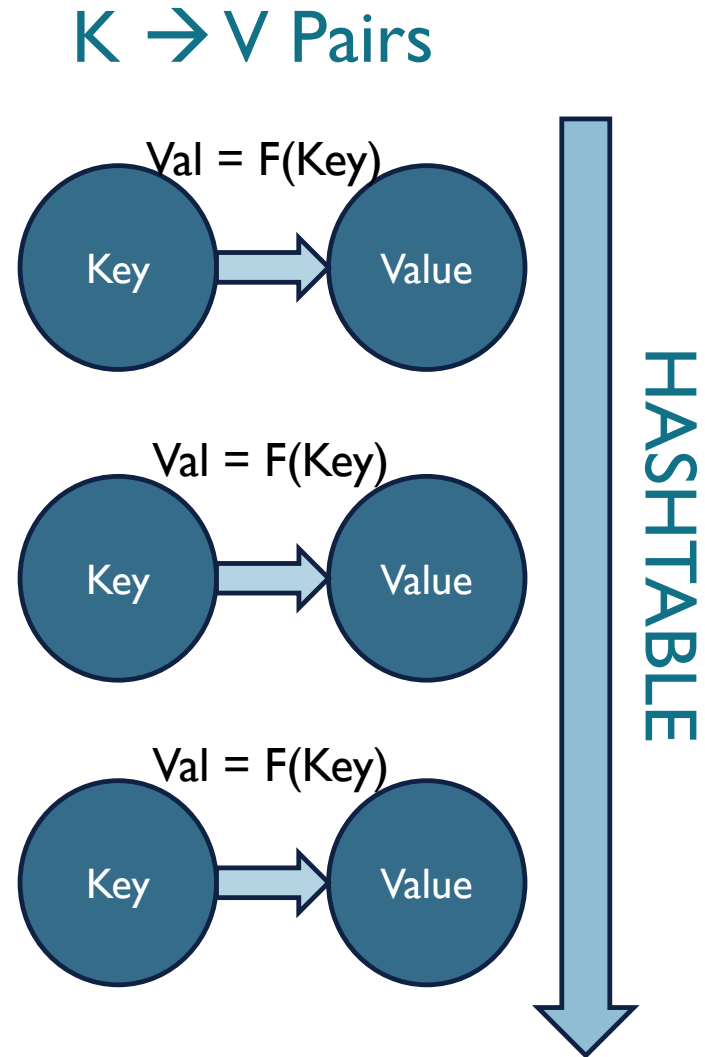 K → V Pairs
Val = F(Key)
Key
Value
HASHTABLE
Val = F(Key)
Key
Value
Val = F(Key)
Key
Value